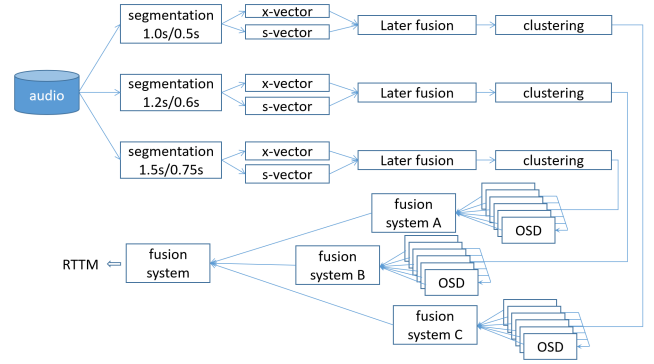 segmentation
1.0s/0.5s
x-vector
s-vector
Later fusion
clustering
audio
segmentation
1.2s/0.6s
x-vector
s-vector
Later fusion
clustering
segmentation
1.5s/0.75s
x-vector
s-vector
Later fusion
clustering
fusion
system A
OSD
RTTM
fusion
system
fusion
system B
OSD
fusion
system C
OSD